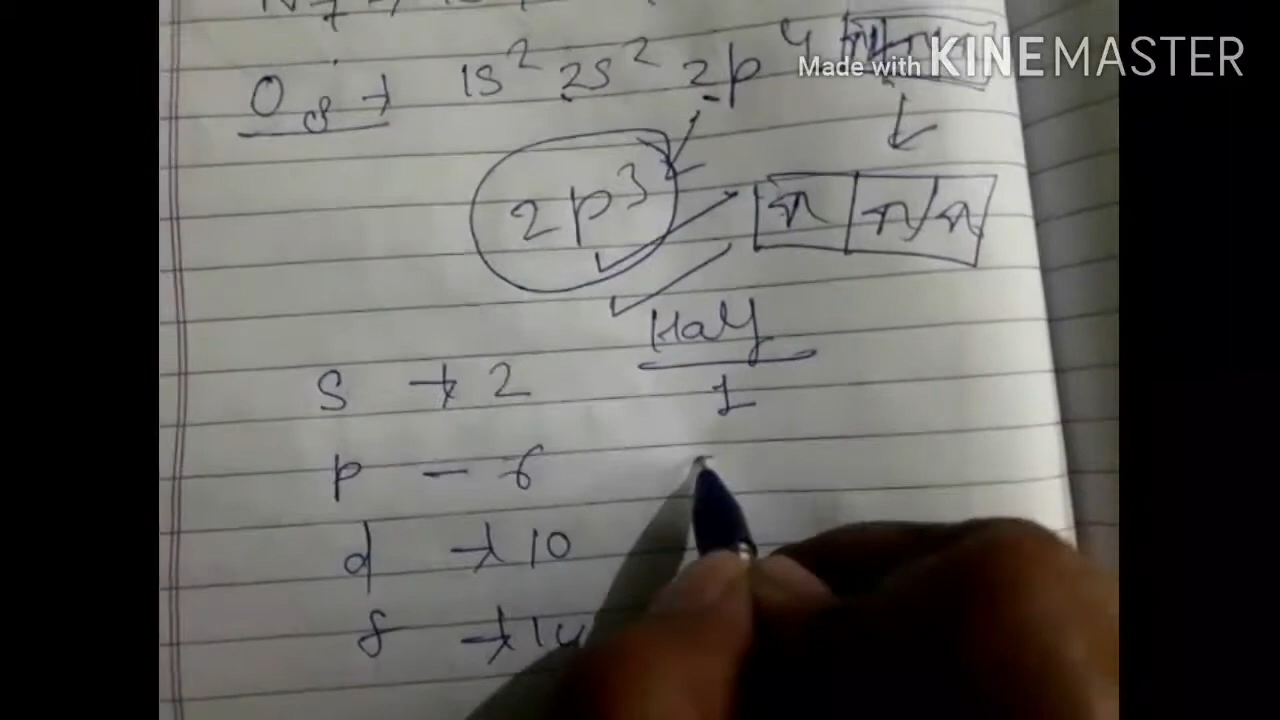 O8 → 1s² 2s² 2p⁴
Made with KINEMASTER
2p³
Half
s → 2 1
p – 6
d → 10
f → 14